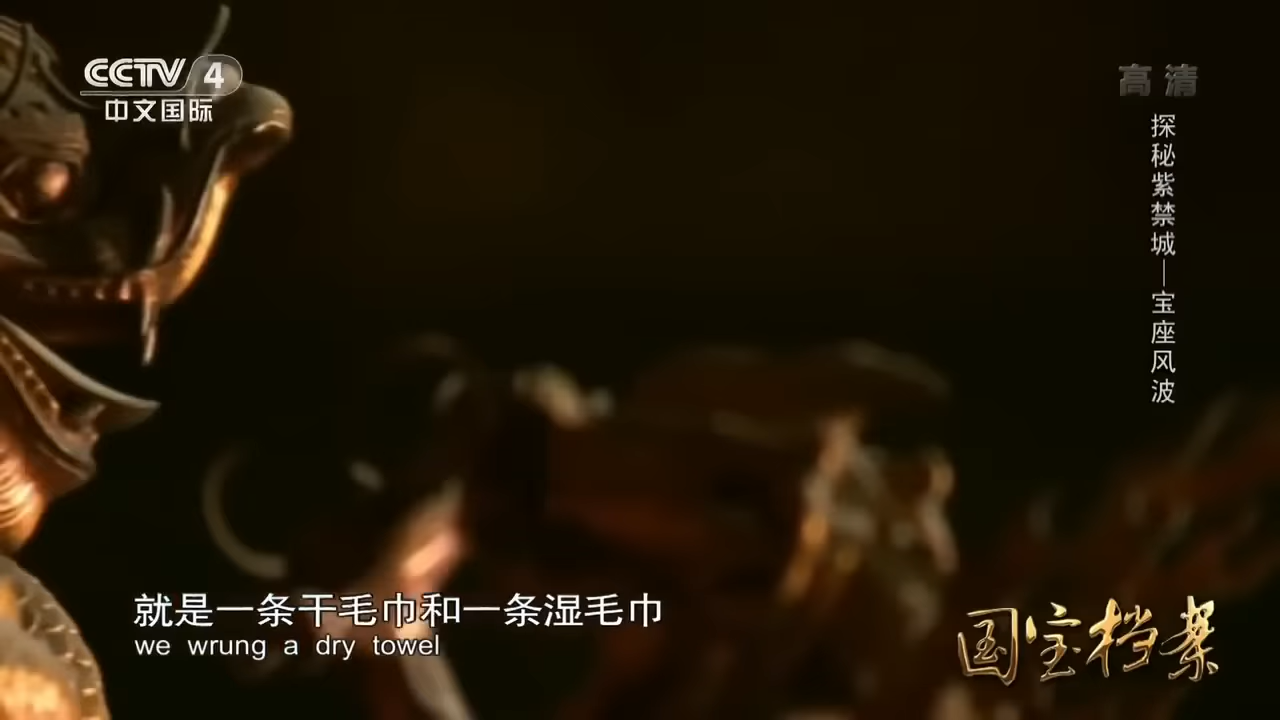 CCTV 4
中文国际
高清
探秘紫禁城—宝座风波
就是一条干毛巾和一条湿毛巾
we wrung a dry towel
国宝档案